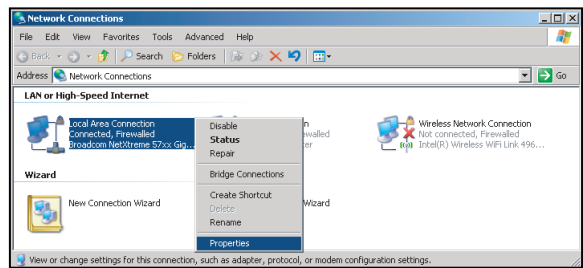 Network Connections
File Edit View Favorites Tools Advanced Help
Back Search Folders
Address Network Connections Go
LAN or High-Speed Internet
Local Area Connection
Connected, Firewalled
Broadcom NetXtreme 57xx Gig...
Disable
Status
Repair
Bridge Connections
Create Shortcut
Delete
Rename
Properties
n
ewalled
ter
Wireless Network Connection
Not connected, Firewalled
Intel(R) Wireless WiFi Link 496...
Wizard
New Connection Wizard
Wizard
View or change settings for this connection, such as adapter, protocol, or modem configuration settings.